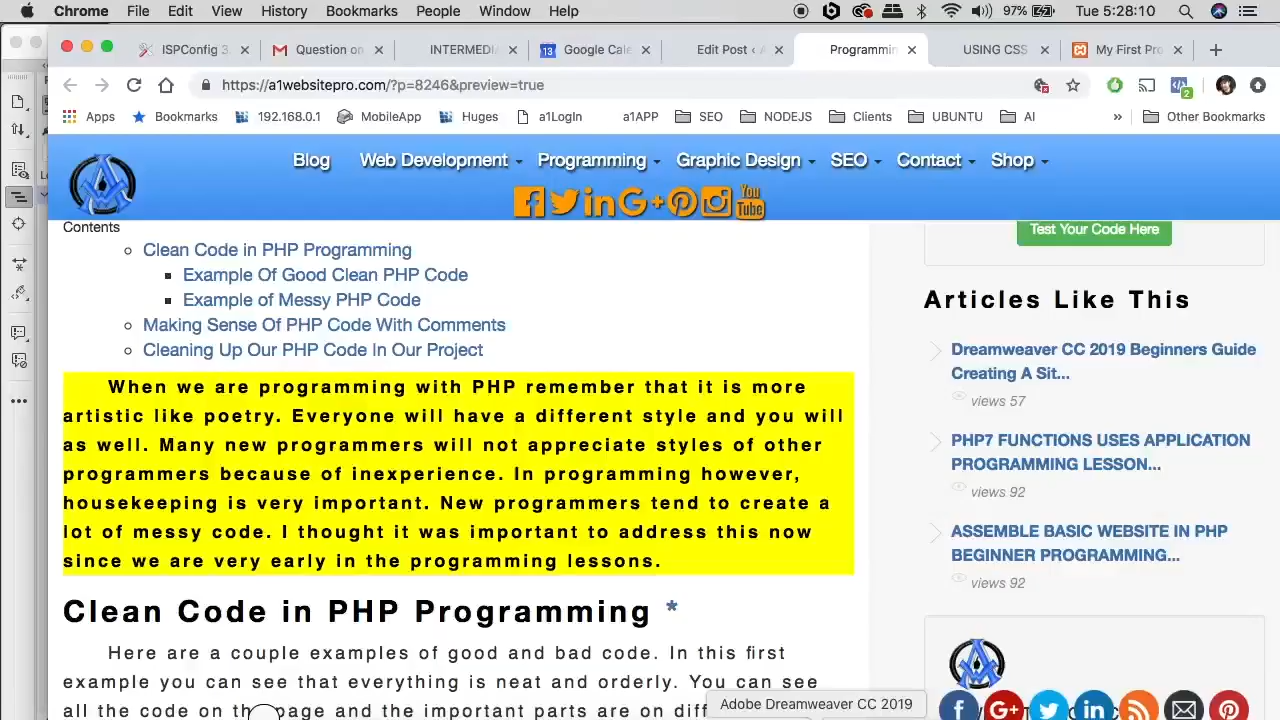 Chrome File Edit View History Bookmarks People Window Help 97% Tue 5:28:10
ISPConfig 3. Question on INTERMEDI 13 Google Cale Edit Post ‹ A Programmin USING CSS My First Pro
https://a1websitepro.com/?p=8246&preview=true 2
Apps Bookmarks 192.168.0.1 MobileApp Huges a1LogIn a1APP SEO NODEJS Clients UBUNTU AI » Other Bookmarks
Blog Web Development Programming Graphic Design SEO Contact Shop
You Tube
Contents
Clean Code in PHP Programming
Example Of Good Clean PHP Code
Example of Messy PHP Code
Making Sense Of PHP Code With Comments
Cleaning Up Our PHP Code In Our Project
When we are programming with PHP remember that it is more
artistic like poetry. Everyone will have a different style and you will
as well. Many new programmers will not appreciate styles of other
programmers because of inexperience. In programming however,
housekeeping is very important. New programmers tend to create a
lot of messy code. I thought it was important to address this now
since we are very early in the programming lessons.
Clean Code in PHP Programming *
Here are a couple examples of good and bad code. In this first
example you can that everything is neat and orderly. You can see
all the code on page and the important parts are on
Test Your Code Here
Articles Like This
Dreamweaver CC 2019 Beginners Guide
Creating A Sit...
views 57
PHP7 FUNCTIONS USES APPLICATION
PROGRAMMING LESSON...
views 92
ASSEMBLE BASIC WEBSITE IN PHP
BEGINNER PROGRAMMING...
views 92
Adobe Dreamweaver CC 2019